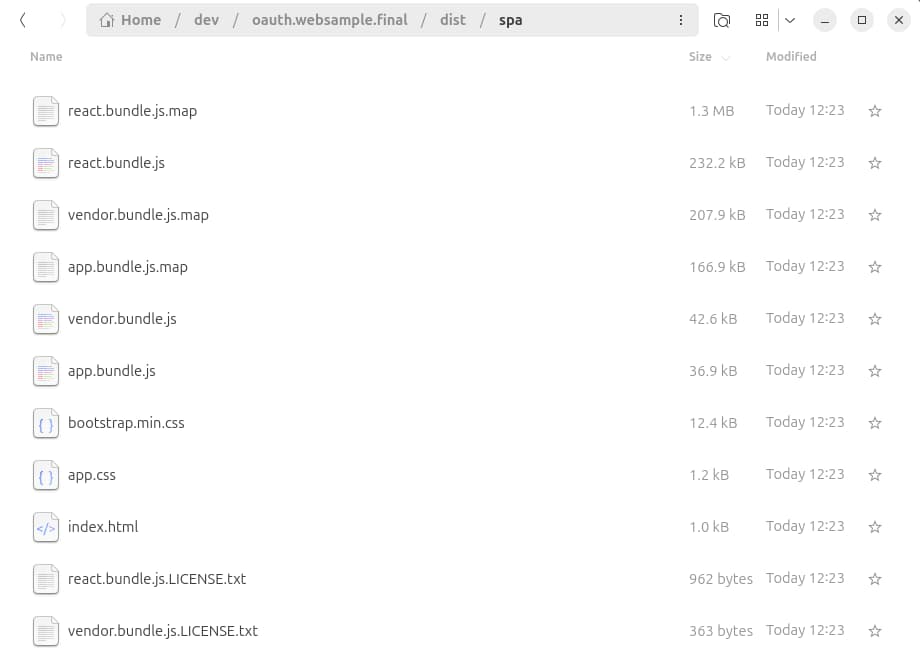 Home / dev / oauth.websample.final / dist / spa
Name Size Modified
react.bundle.js.map 1.3 MB Today 12:23
react.bundle.js 232.2 kB Today 12:23
vendor.bundle.js.map 207.9 kB Today 12:23
app.bundle.js.map 166.9 kB Today 12:23
vendor.bundle.js 42.6 kB Today 12:23
app.bundle.js 36.9 kB Today 12:23
bootstrap.min.css 12.4 kB Today 12:23
app.css 1.2 kB Today 12:23
index.html 1.0 kB Today 12:23
react.bundle.js.LICENSE.txt 962 bytes Today 12:23
vendor.bundle.js.LICENSE.txt 363 bytes Today 12:23